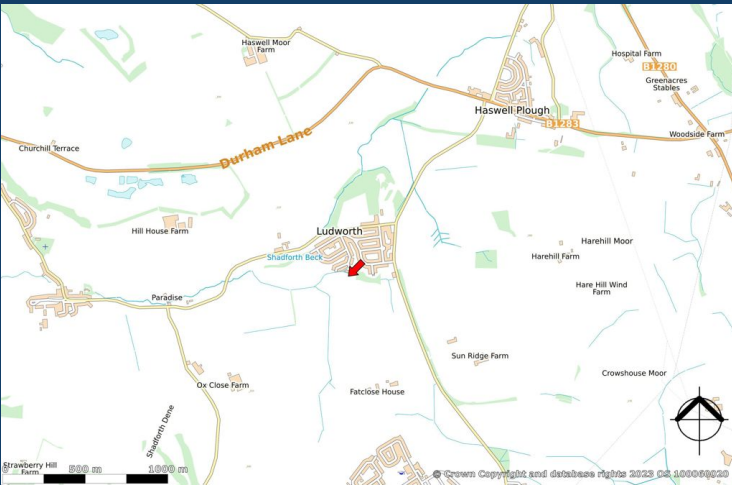 Haswell Moor
Farm
Hospital Farm
B1280
Greenacres
Stables
Haswell Plough
B1283
Woodside Farm
Durham Lane
Churchill Terrace
Hill House Farm
Ludworth
Shadforth Beck
Harehill Moor
Harehill Farm
Hare Hill Wind
Farm
Paradise
Sun Ridge Farm
Crowshouse Moor
Ox Close Farm
Fatclose House
Shadforth Dene
Strawberry Hill
Farm
0 500 m 1000 m
© Crown Copyright and database rights 2023 OS 100060020